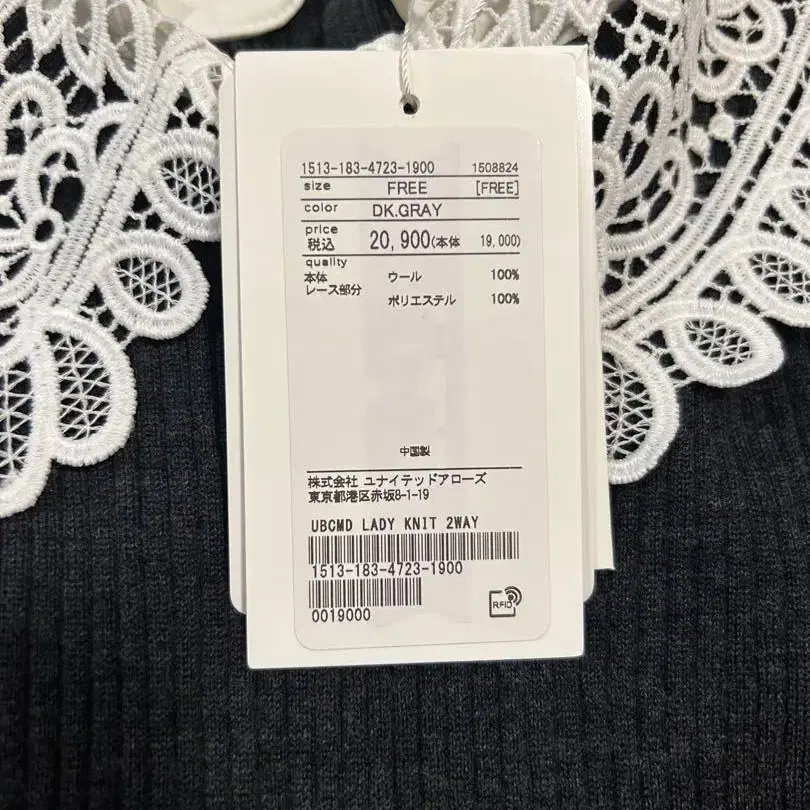 1513-183-4723-1900 1508824
size FREE [FREE]
color DK.GRAY
price
税込 20,900(本体 19,000)
quality
本体 ウール 100%
レース部分
ポリエステル 100%
中国製
株式会社 ユナイテッドアローズ
東京都港区赤坂8-1-19
UBCMD LADY KNIT 2WAY
1513-183-4723-1900
0019000
RFID